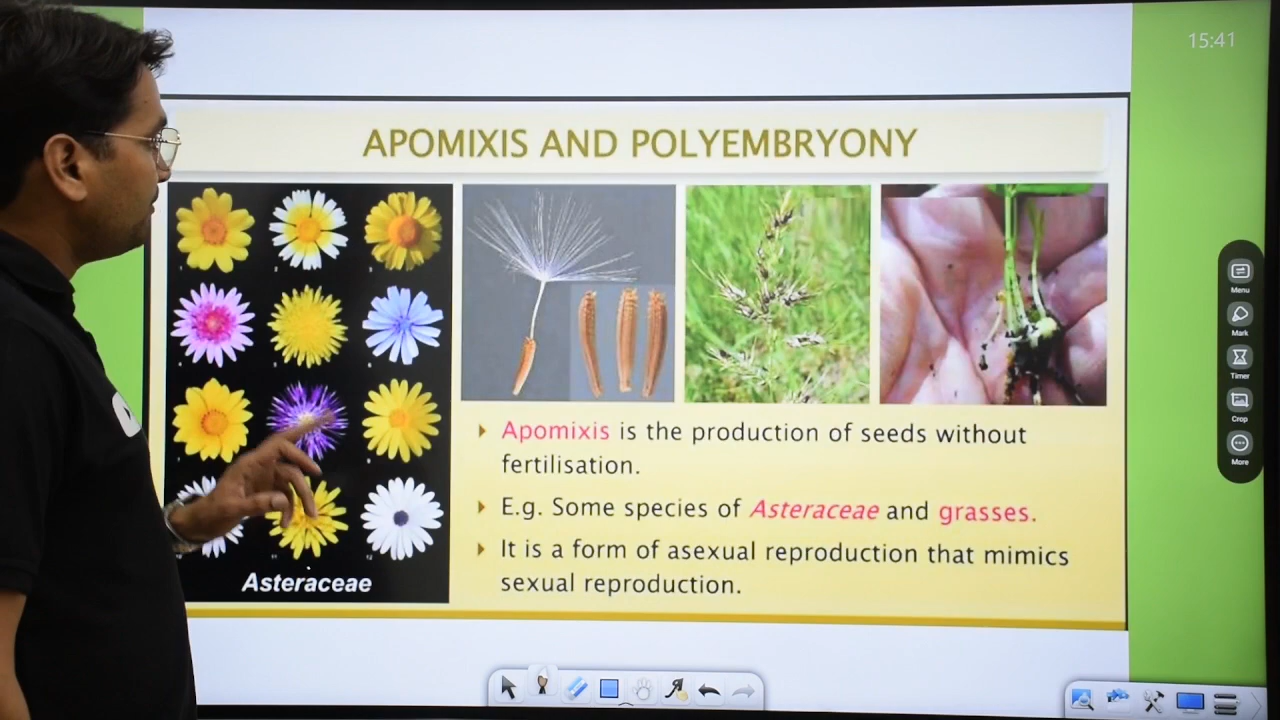 15:41
APOMIXIS AND POLYEMBRYONY
Asteraceae
Apomixis is the production of seeds without
fertilisation.
E.g. Some species of Asteraceae and grasses.
It is a form of asexual reproduction that mimics
sexual reproduction.
Menu
Mark
Timer
Crop
More